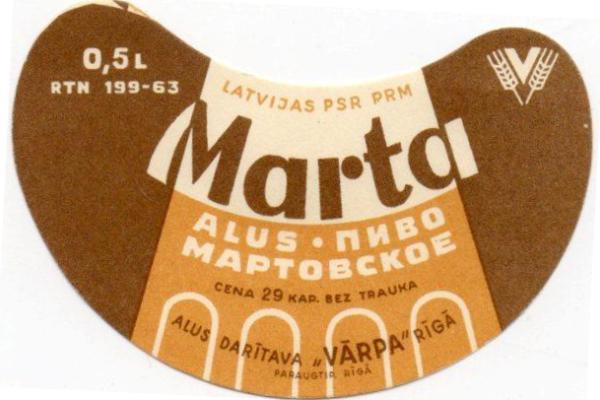 0,5 L
RTN 199-63
LATVIJAS PSR PRM
Marta
ALUS · ПИВО
МАРТОВСКОЕ
CENA 29 KAP. BEZ TRAUKA
ALUS DARĪTAVA „VĀRPA" RĪGĀ
PARAUGTIP. RĪGĀ
V